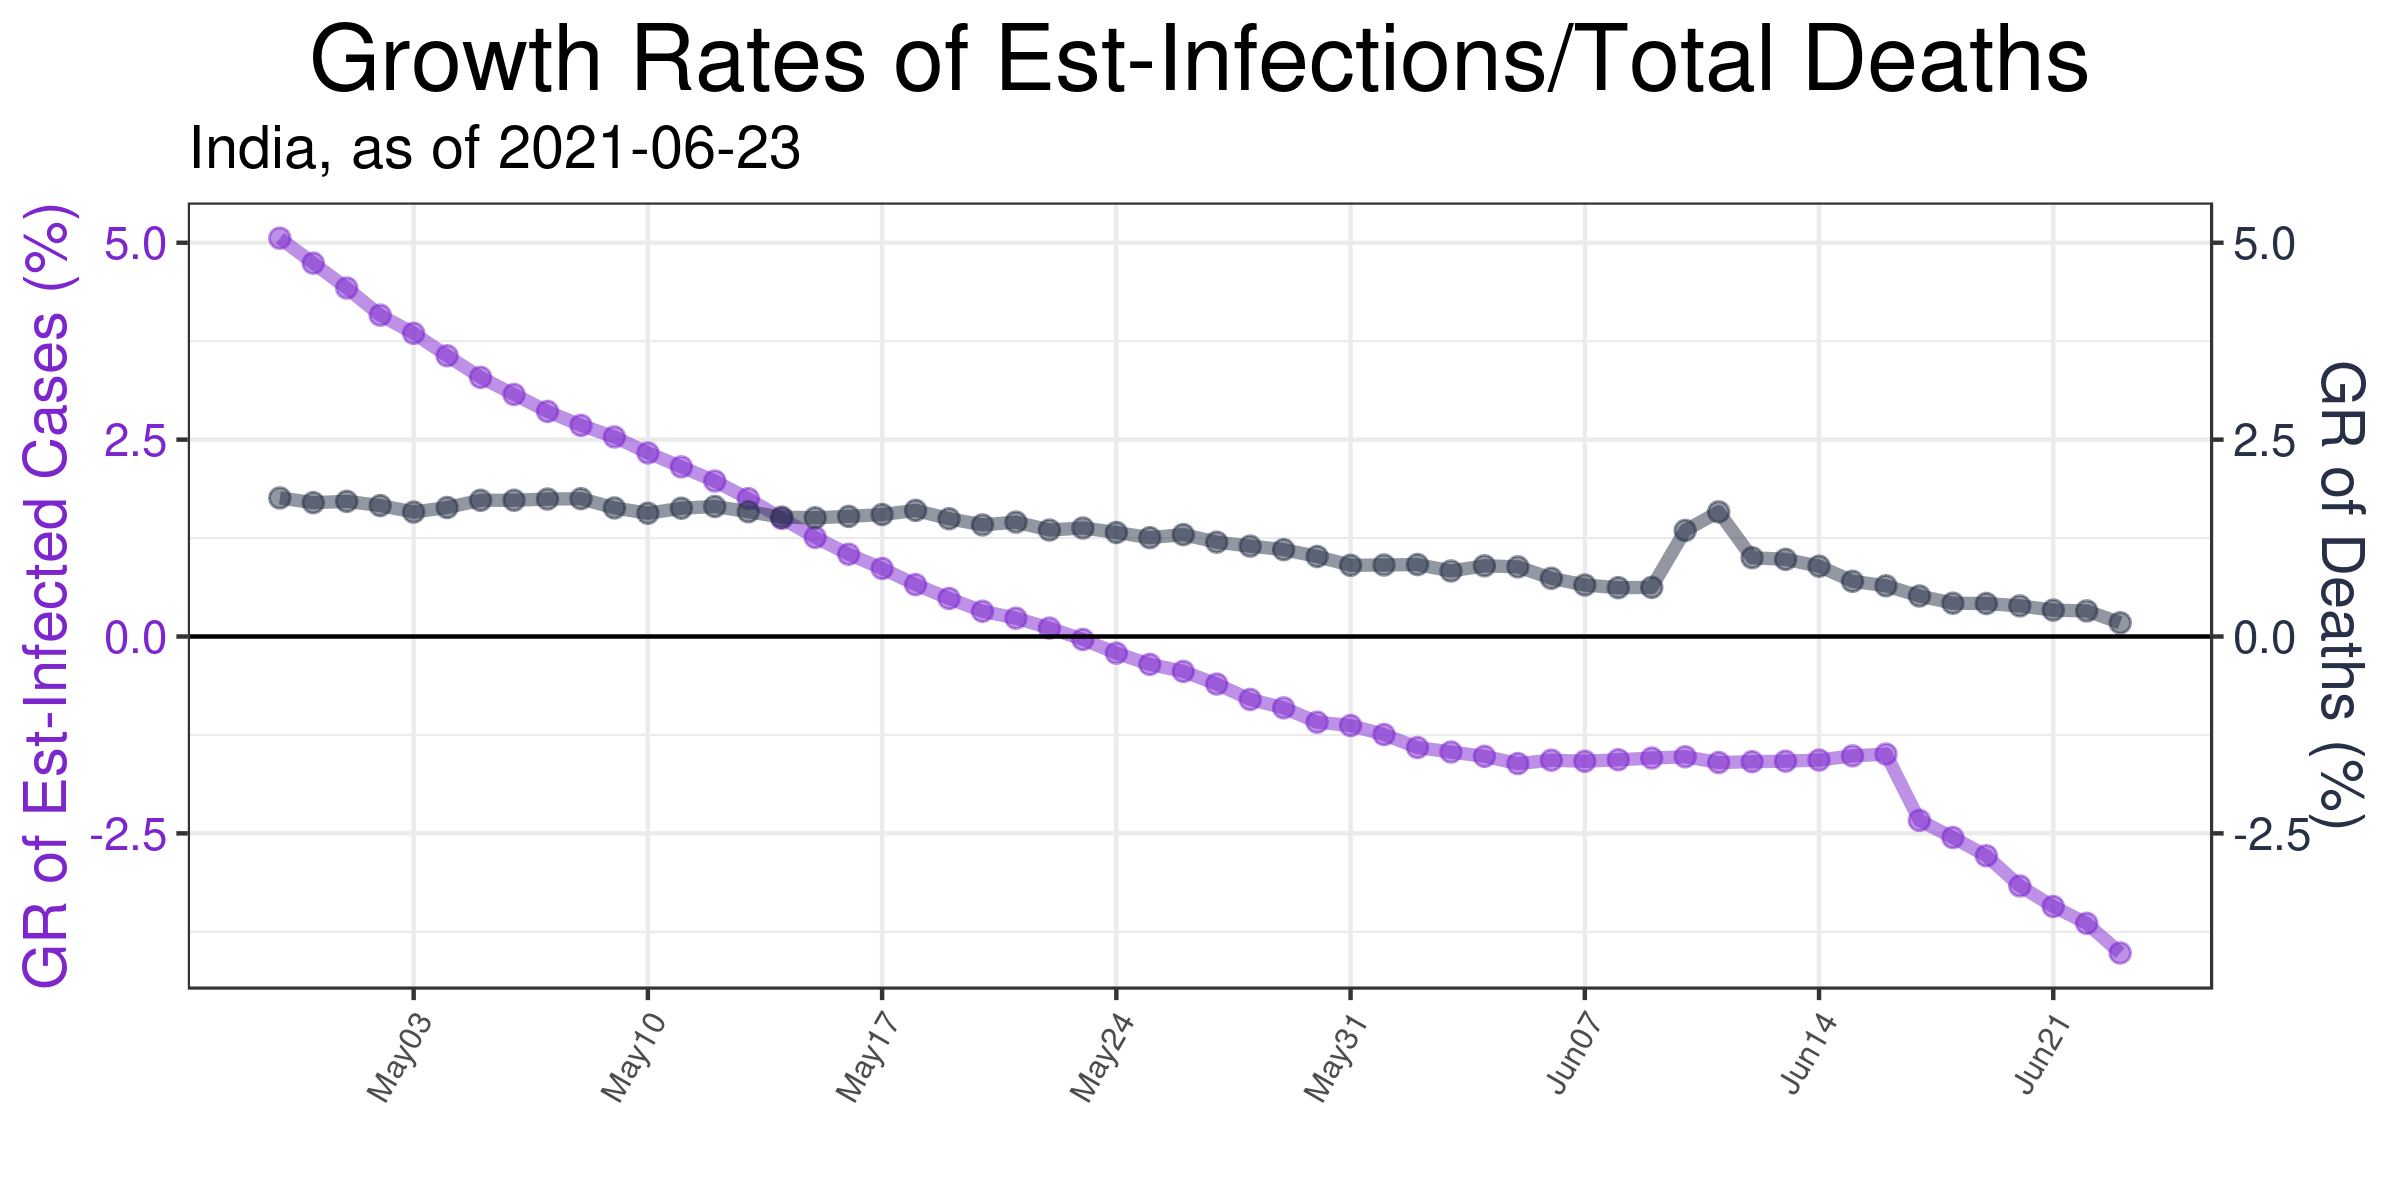 Growth Rates of Est-Infections/Total Deaths
India, as of 2021-06-23
GR of Est-Infected Cases (%)
5.0
2.5
0.0
-2.5
5.0
2.5
0.0
-2.5
GR of Deaths (%)
May03
May10
May17
May24
May31
Jun07
Jun14
Jun21